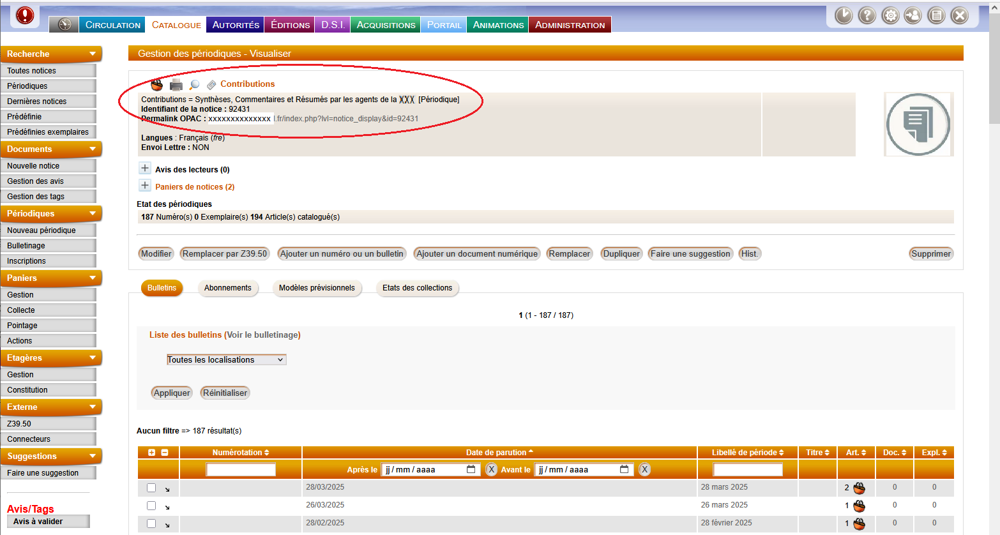 CIRCULATION CATALOGUE AUTORITÉS ÉDITIONS D.S.I. ACQUISITIONS PORTAIL ANIMATIONS ADMINISTRATION
Recherche
Toutes notices
Périodiques
Dernières notices
Prédéfinie
Prédéfinies exemplaires
Documents
Nouvelle notice
Gestion des avis
Gestion des tags
Périodiques
Nouveau périodique
Bulletinage
Inscriptions
Paniers
Gestion
Collecte
Pointage
Actions
Etagères
Gestion
Constitution
Externe
Z39.50
Connecteurs
Suggestions
Faire une suggestion
Avis/Tags
Avis à valider
Gestion des périodiques - Visualiser
Contributions
Contributions = Synthèses, Commentaires et Résumés par les agents de la XXX [Périodique]
Identifiant de la notice : 92431
Permalink OPAC : xxxxxxxxxxxxxx l.fr/index.php?lvl=notice_display&id=92431
Langues : Français (fre)
Envoi Lettre : NON
Avis des lecteurs (0)
Paniers de notices (2)
Etat des périodiques
187 Numéro(s) 0 Exemplaire(s) 194 Article(s) catalogué(s)
Modifier Remplacer par Z39.50 Ajouter un numéro ou un bulletin Ajouter un document numérique Remplacer Dupliquer Faire une suggestion Hist. Supprimer
Bulletins Abonnements Modèles prévisionnels Etats des collections
1 (1 - 187 / 187)
Liste des bulletins (Voir le bulletinage)
Toutes les localisations
Appliquer Réinitialiser
Aucun filtre => 187 résultat(s)
Numérotation Date de parution Libellé de période Titre Art. Doc. Expl.
Après le jj/mm/aaaa X Avant le jj/mm/aaaa X
28/03/2025 28 mars 2025 2 0 0
26/03/2025 26 mars 2025 1 0 0
28/02/2025 28 février 2025 1 0 0